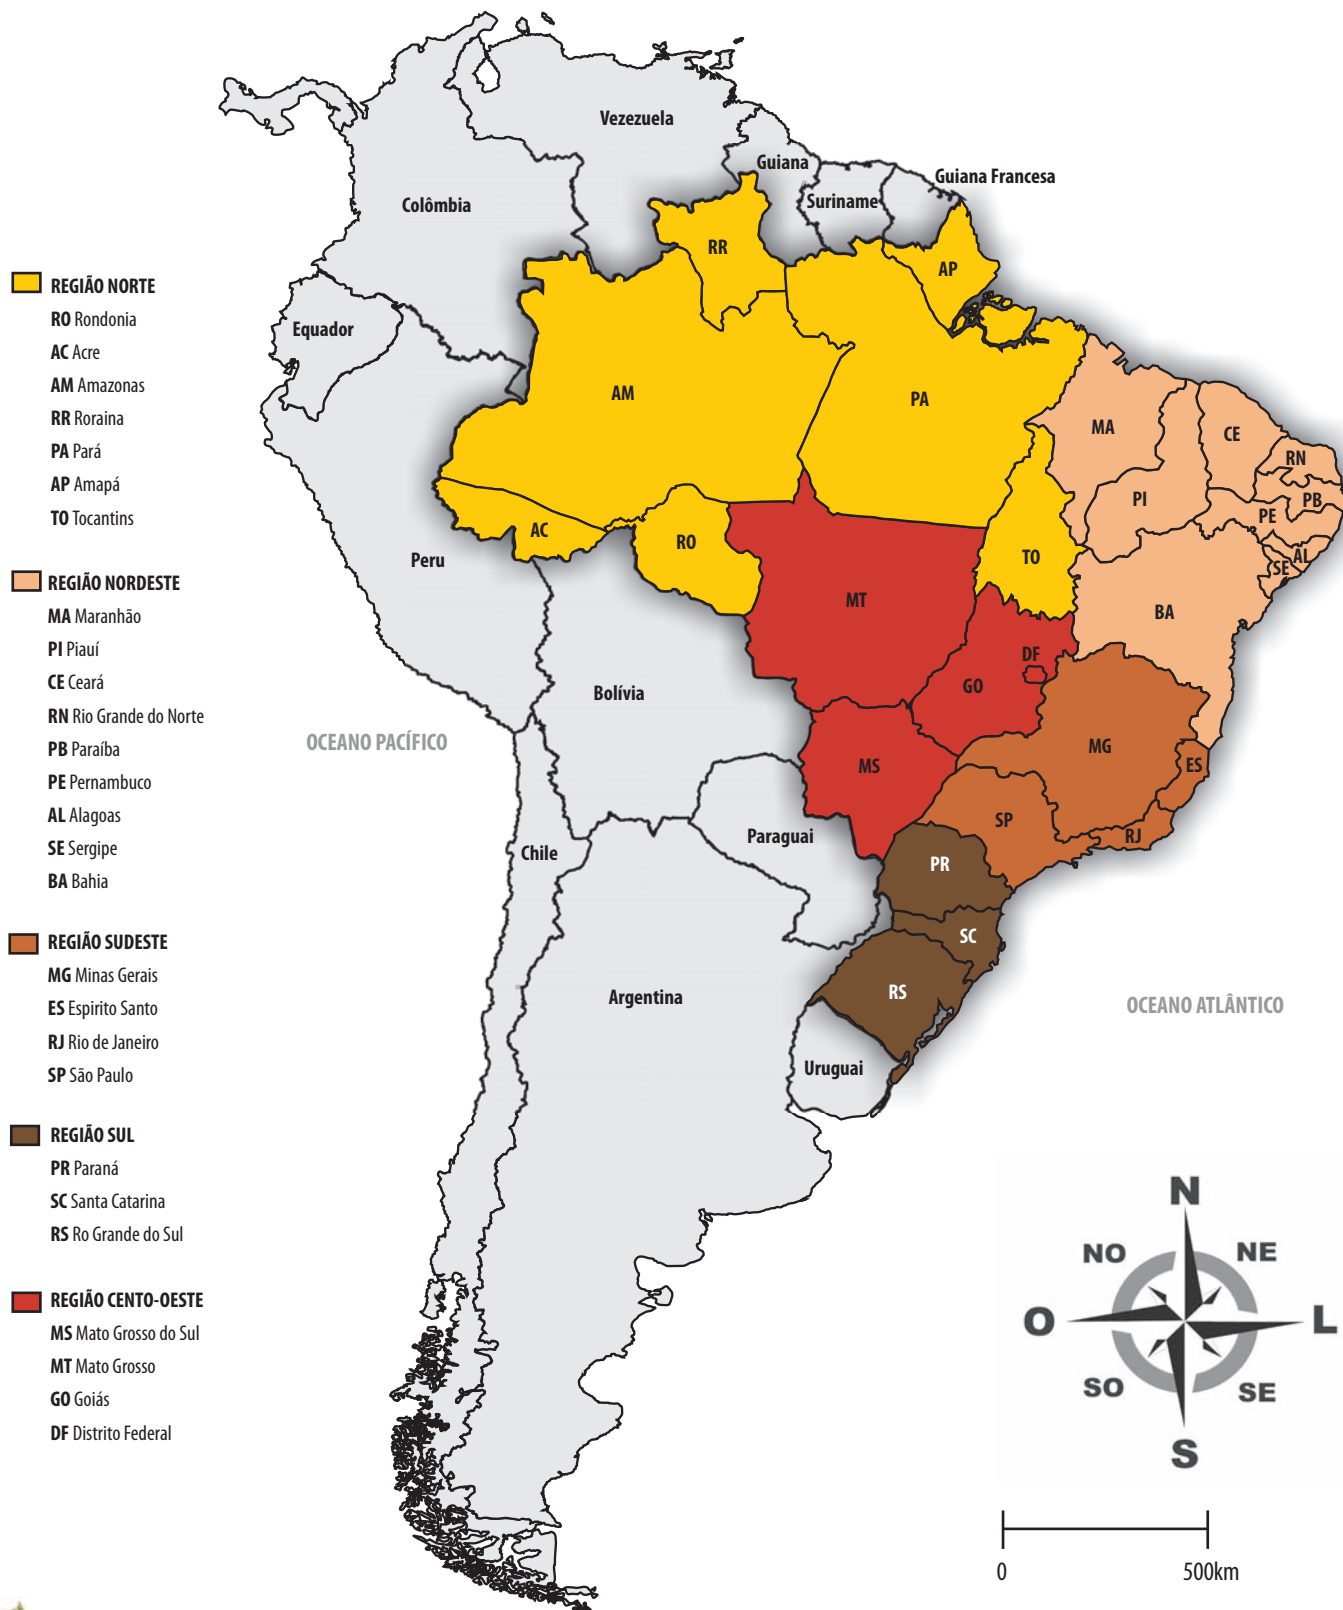 Vezezuela
Guiana
Guiana Francesa
Suriname
Colômbia
RR
AP
REGIÃO NORTE
RO Rondonia
AC Acre
AM Amazonas
RR Roraina
PA Pará
AP Amapá
TO Tocantins
Equador
AM
PA
MA
CE
RN
PI
PB
PE
AC
RO
TO
AL
SE
Peru
MT
BA
REGIÃO NORDESTE
MA Maranhão
PI Piauí
CE Ceará
RN Rio Grande do Norte
PB Paraíba
PE Pernambuco
AL Alagoas
SE Sergipe
BA Bahia
DF
GO
Bolívia
OCEANO PACÍFICO
MG
MS
ES
SP
RJ
Paraguai
Chile
PR
SC
RS
Argentina
OCEANO ATLÂNTICO
Uruguai
REGIÃO SUDESTE
MG Minas Gerais
ES Espirito Santo
RJ Rio de Janeiro
SP São Paulo
REGIÃO SUL
PR Paraná
SC Santa Catarina
RS Ro Grande do Sul
REGIÃO CENTO-OESTE
MS Mato Grosso do Sul
MT Mato Grosso
GO Goiás
DF Distrito Federal
N
NO
NE
O
L
SO
SE
S
0
500km